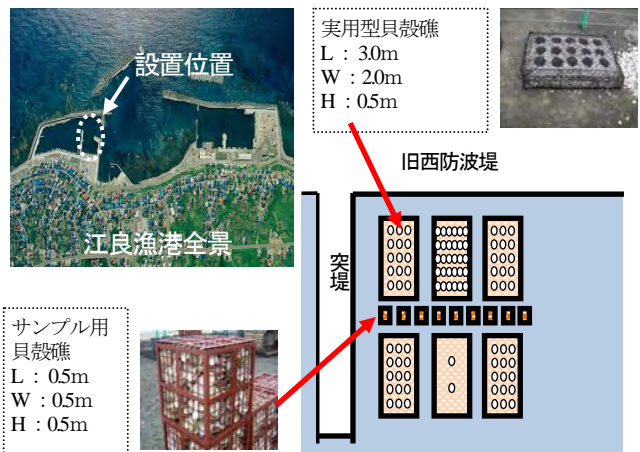 設置位置
江良漁港全景
実用型貝殻礁
L : 3.0m
W : 2.0m
H : 0.5m
旧西防波堤
突堤
サンプル用
貝殻礁
L : 0.5m
W : 0.5m
H : 0.5m